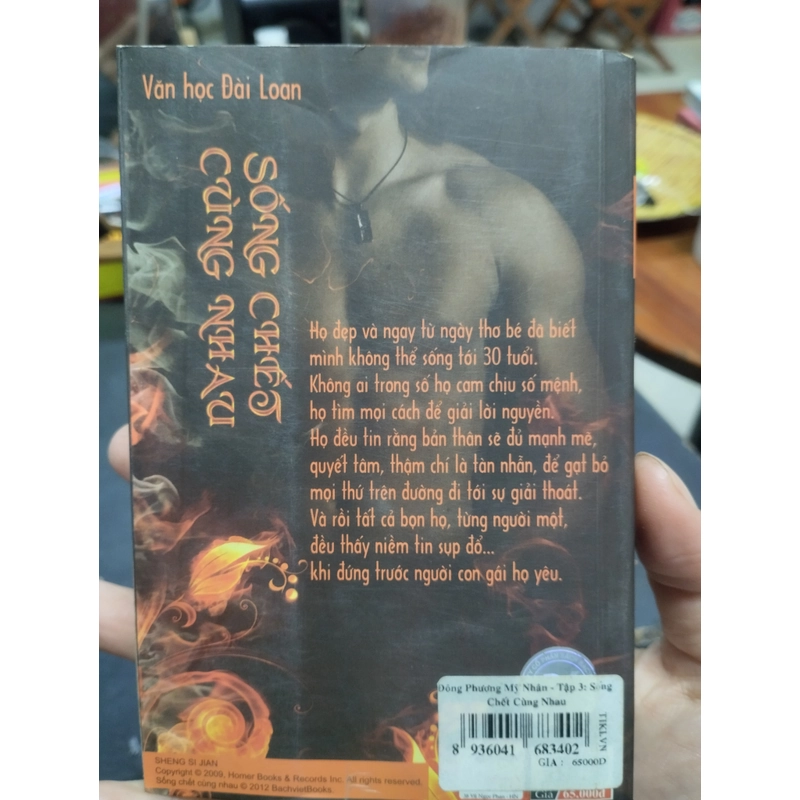 Văn học Đài Loan
SỐNG CHẾT
CÙNG NHAU
Họ đẹp và ngay từ ngày thơ bé đã biết
mình không thể sống tới 30 tuổi.
Không ai trong số họ cam chịu số mệnh,
họ tìm mọi cách để giải lời nguyền.
Họ đều tin rằng bản thân sẽ đủ mạnh mẽ,
quyết tâm, thậm chí là tàn nhẫn, để gạt bỏ
mọi thứ trên đường đi tới sự giải thoát.
Và rồi tất cả bọn họ, từng người một,
đều thấy niềm tin sụp đổ...
khi đứng trước người con gái họ yêu.
Đông Phương Mỹ Nhân - Tập 3: Sống
Chết Cùng Nhau
TIKI.VN
8 936041 683402
GIA : 65000D
SHENG SI JIAN
Copyright © 2009, Homer Books & Records Inc. All rights reserved.
Sống chết cùng nhau © 2012 BachvietBooks.
Giá 65.000đ